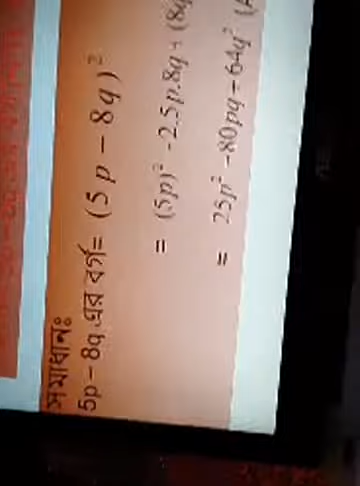 সমাধানঃ
5p – 8q এর বর্গ = (5p – 8q)²
= (5p)² - 2.5p.8q + (8q
= 25p² - 80pq + 64q² (A